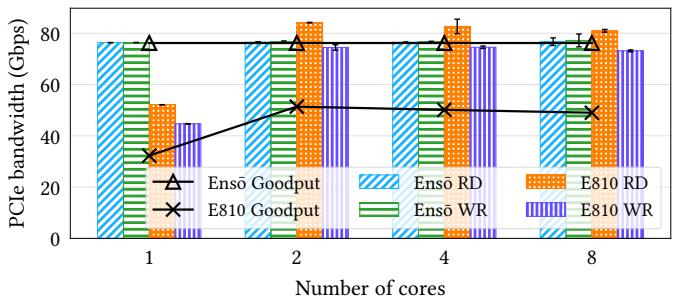 PCIe bandwidth (Gbps)
80
60
40
20
0
Ensō Goodput
E810 Goodput
Ensō RD
Ensō WR
E810 RD
E810 WR
1
2
4
8
Number of cores